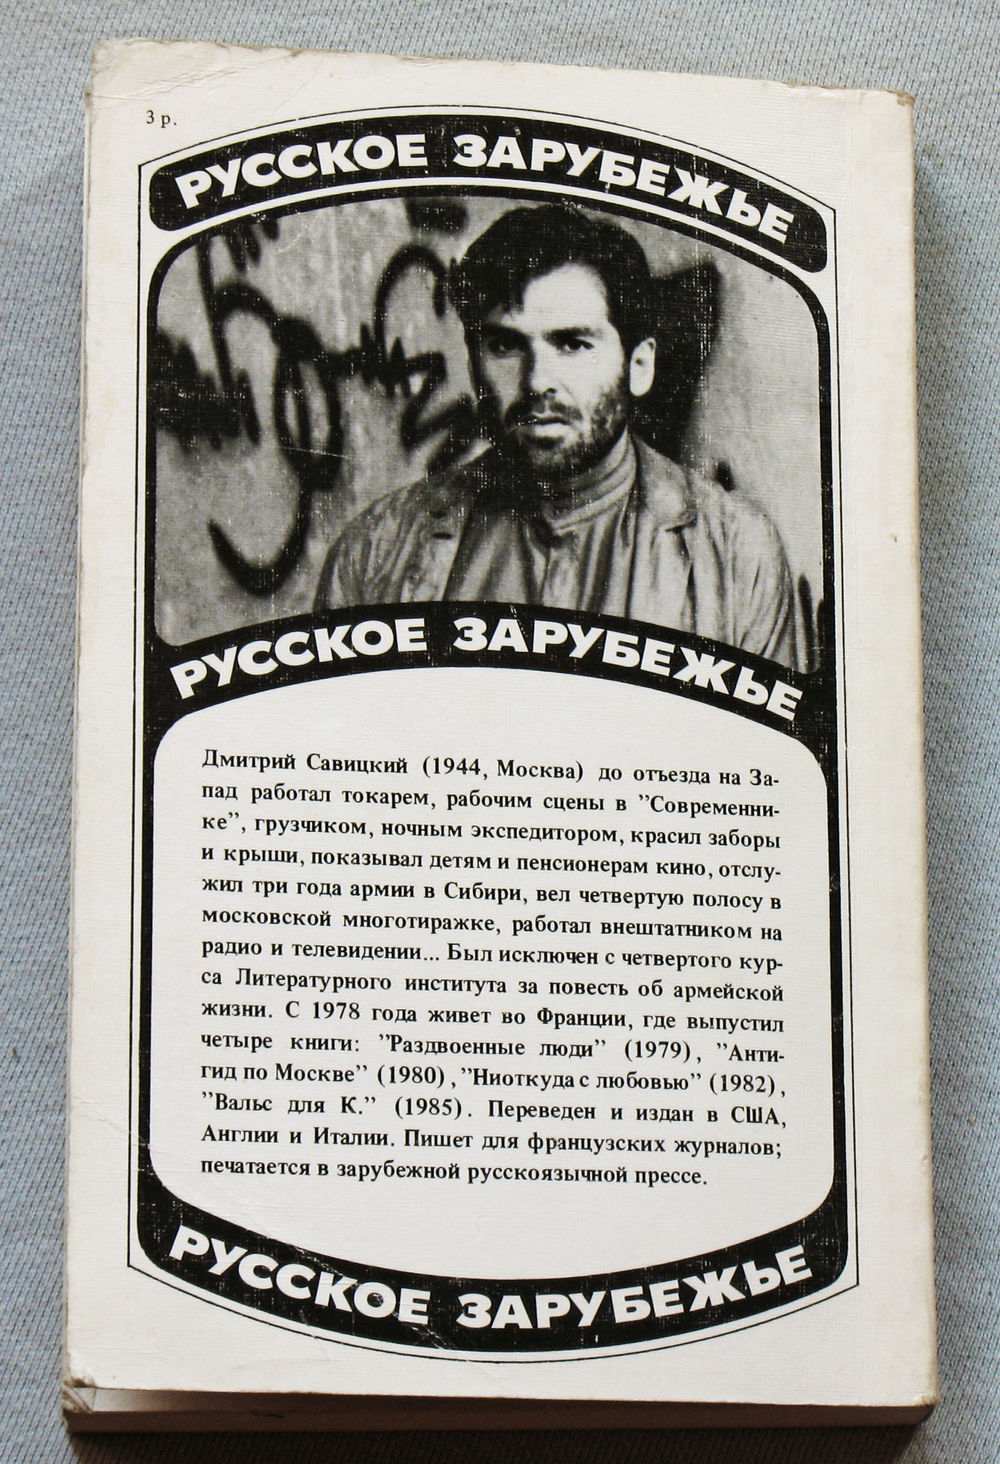 3 р.
РУССКОЕ ЗАРУБЕЖЬЕ
РУССКОЕ ЗАРУБЕЖЬЕ
Дмитрий Савицкий (1944, Москва) до отъезда на За-
пад работал токарем, рабочим сцены в ”Современни-
ке”, грузчиком, ночным экспедитором, красил заборы
и крыши, показывал детям и пенсионерам кино, отслу-
жил три года армии в Сибири, вел четвертую полосу в
московской многотиражке, работал внештатником на
радио и телевидении... Был исключен с четвертого кур-
са Литературного института за повесть об армейской
жизни. С 1978 года живет во Франции, где выпустил
четыре книги: ”Раздвоенные люди” (1979), ”Анти-
гид по Москве” (1980), ”Ниоткуда с любовью” (1982),
”Вальс для К.” (1985). Переведен и издан в США,
Англии и Италии. Пишет для французских журналов;
печатается в зарубежной русскоязычной прессе.
РУССКОЕ ЗАРУБЕЖЬЕ